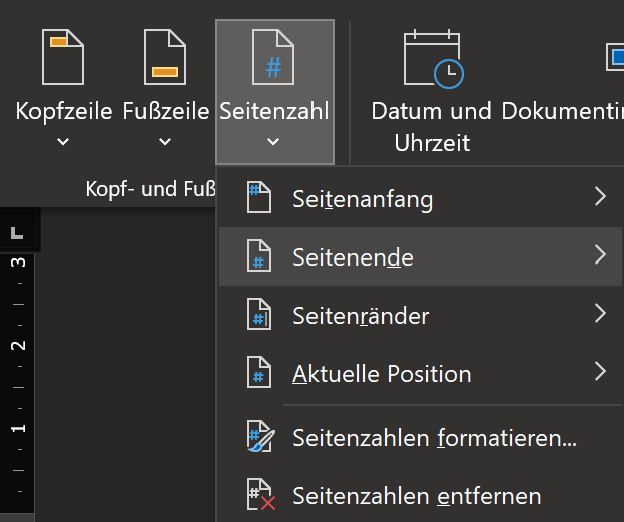 Kopfzeile Fußzeile Seitenzahl Datum und Uhrzeit
Kopf- und Fuß
Seitenanfang
Seitenende
Seitenränder
Aktuelle Position
Seitenzahlen formatieren...
Seitenzahlen entfernen
3
2
1